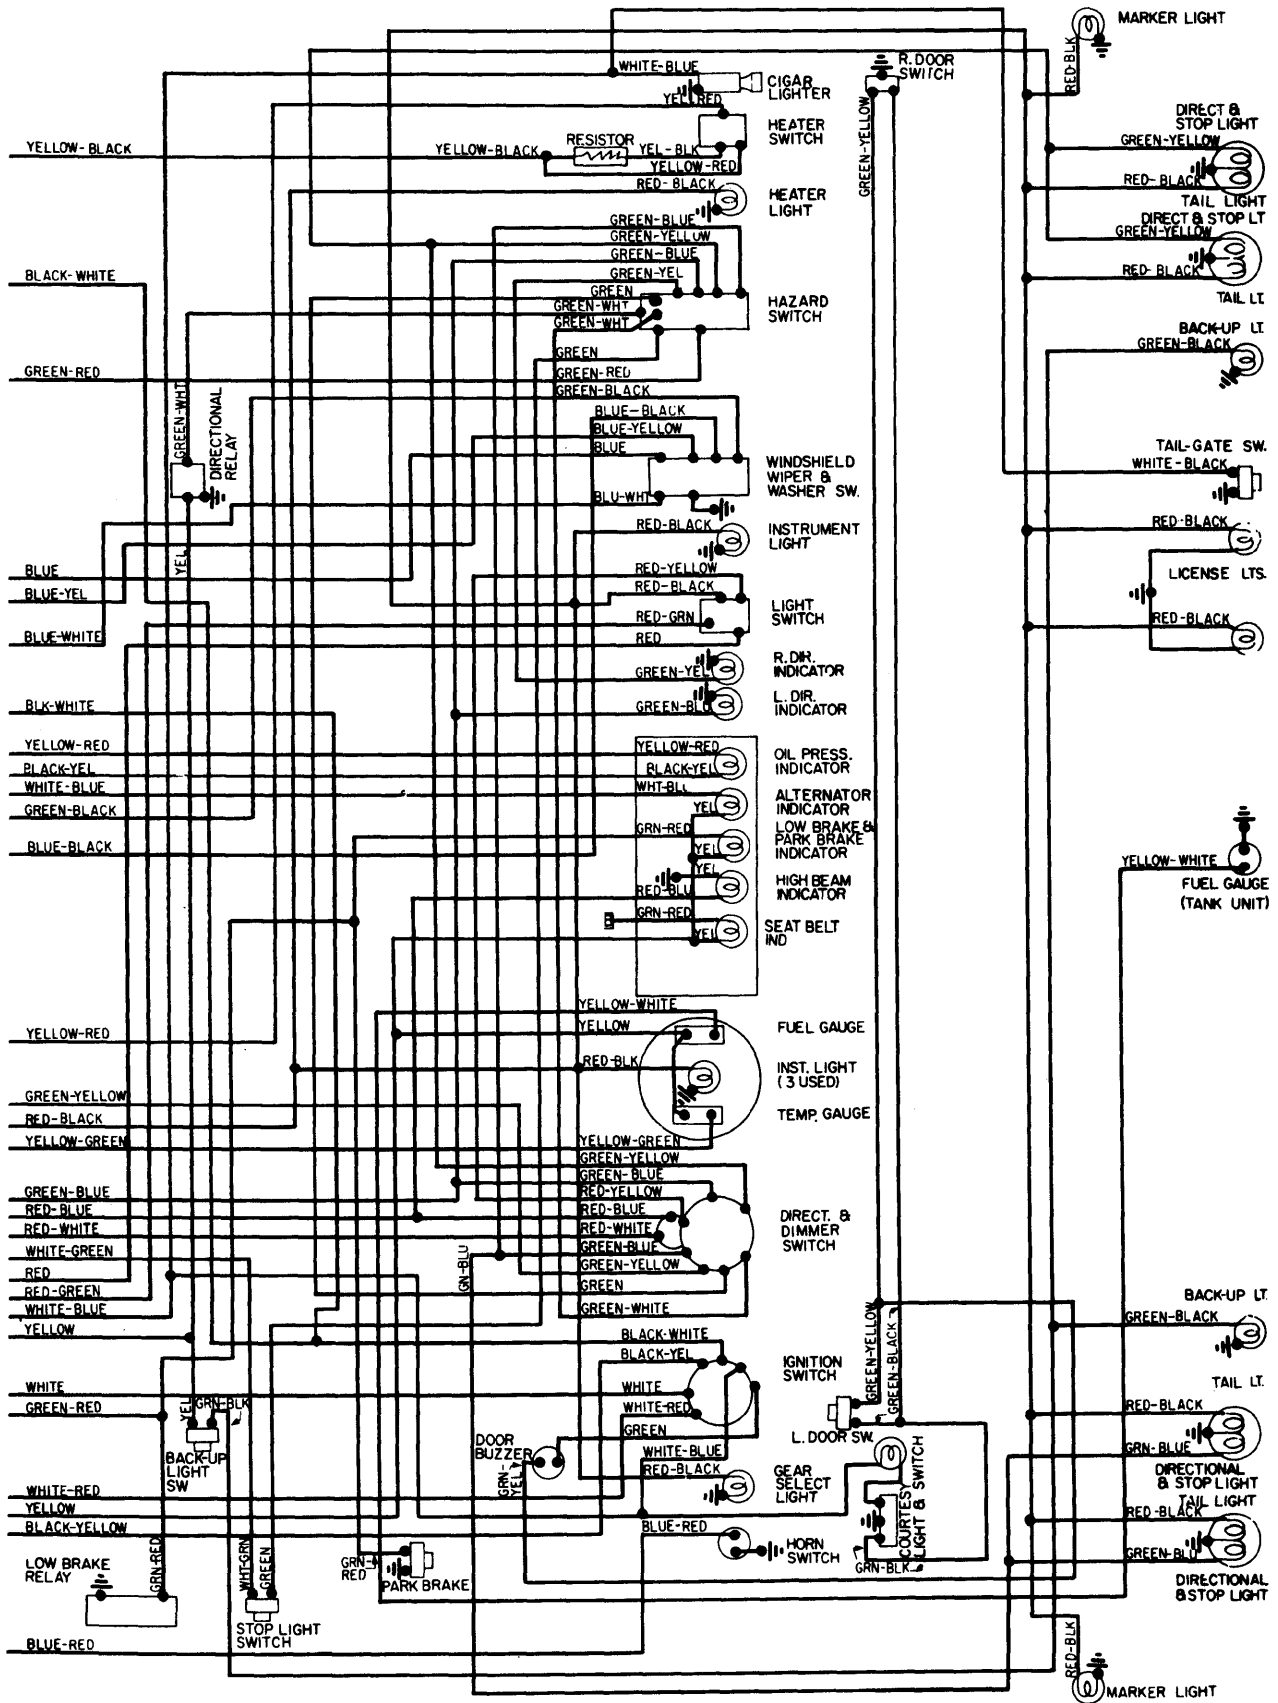 MARKER LIGHT
RED-BLK
WHITE-BLUE
CIGAR
LIGHTER
R. DOOR
SWITCH
YELLRED
HEATER
SWITCH
RESISTOR
YELLOW-BLACK
YELLOW-BLACK
YEL-BLK
YELLOW-RED
GREEN-YELLOW
DIRECT &
STOP LIGHT
GREEN-YELLOW
RED-BLACK
TAIL LIGHT
RED-BLACK
HEATER
LIGHT
DIRECT & STOP LT
GREEN-YELLOW
RED-BLACK
TAIL LT.
GREEN-BLUE
GREEN-YELLOW
GREEN-BLUE
GREEN-YEL
GREEN
GREEN-WHT
GREEN-WHT
HAZARD
SWITCH
BLACK-WHITE
BACK-UP LT.
GREEN-BLACK
GREEN
GREEN-RED
GREEN-RED
GREEN-BLACK
GREEN-WHT
DIRECTIONAL
RELAY
BLUE-BLACK
BLUE-YELLOW
BLUE
WINDSHIELD
WIPER &
WASHER SW.
BLU-WHT
TAIL-GATE SW.
WHITE-BLACK
RED-BLACK
INSTRUMENT
LIGHT
RED-BLACK
LICENSE LTS.
RED-BLACK
YEL
BLUE
BLUE-YEL
BLUE-WHITE
RED-YELLOW
RED-BLACK
RED-GRN
RED
LIGHT
SWITCH
GREEN-YEL
R. DIR.
INDICATOR
GREEN-BLU
L. DIR.
INDICATOR
BLK-WHITE
YELLOW-RED
BLACK-YEL
WHITE-BLUE
GREEN-BLACK
BLUE-BLACK
YELLOW-RED
BLACK-YEL
OIL PRESS.
INDICATOR
WHT-BLU
YEL
ALTERNATOR
INDICATOR
GRN-RED
YEL
LOW BRAKE &
PARK BRAKE
INDICATOR
YEL
RED-BLU
HIGH BEAM
INDICATOR
GRN-RED
YEL
SEAT BELT
IND
YELLOW-WHITE
FUEL GAUGE
(TANK UNIT)
YELLOW-WHITE
YELLOW
FUEL GAUGE
RED-BLK
INST. LIGHT
(3 USED)
TEMP. GAUGE
YELLOW-RED
GREEN-YELLOW
RED-BLACK
YELLOW-GREEN
YELLOW-GREEN
GREEN-YELLOW
GREEN-BLUE
RED-YELLOW
RED-BLUE
RED-WHITE
GREEN-BLUE
GREEN-YELLOW
GREEN
GREEN-WHITE
DIRECT. &
DIMMER
SWITCH
GREEN-BLUE
RED-BLUE
RED-WHITE
WHITE-GREEN
RED
RED-GREEN
WHITE-BLUE
YELLOW
GN-BLU
BLACK-WHITE
BLACK-YEL
WHITE
WHITE-RED
GREEN
IGNITION
SWITCH
GREEN-YELLOW
GREEN-BLACK
L. DOOR SW.
BACK-UP LT.
GREEN-BLACK
TAIL LT.
RED-BLACK
GRN-BLUE
DIRECTIONAL
& STOP LIGHT
TAIL LIGHT
RED-BLACK
GREEN-BLU
DIRECTIONAL
& STOP LIGHT
WHITE
GREEN-RED
YEL
GRN-BLK
BACK-UP
LIGHT
SW
DOOR
BUZZER
GRN-
YEL
WHITE-BLUE
RED-BLACK
GEAR
SELECT
LIGHT
COURTESY
LIGHT & SWITCH
GRN-BLK
WHITE-RED
YELLOW
BLACK-YELLOW
BLUE-RED
HORN
SWITCH
LOW BRAKE
RELAY
GRN-RED
WHT-GRN
GREEN
GRN-
RED
PARK BRAKE
STOP LIGHT
SWITCH
BLUE-RED
RED-BLK
MARKER LIGHT